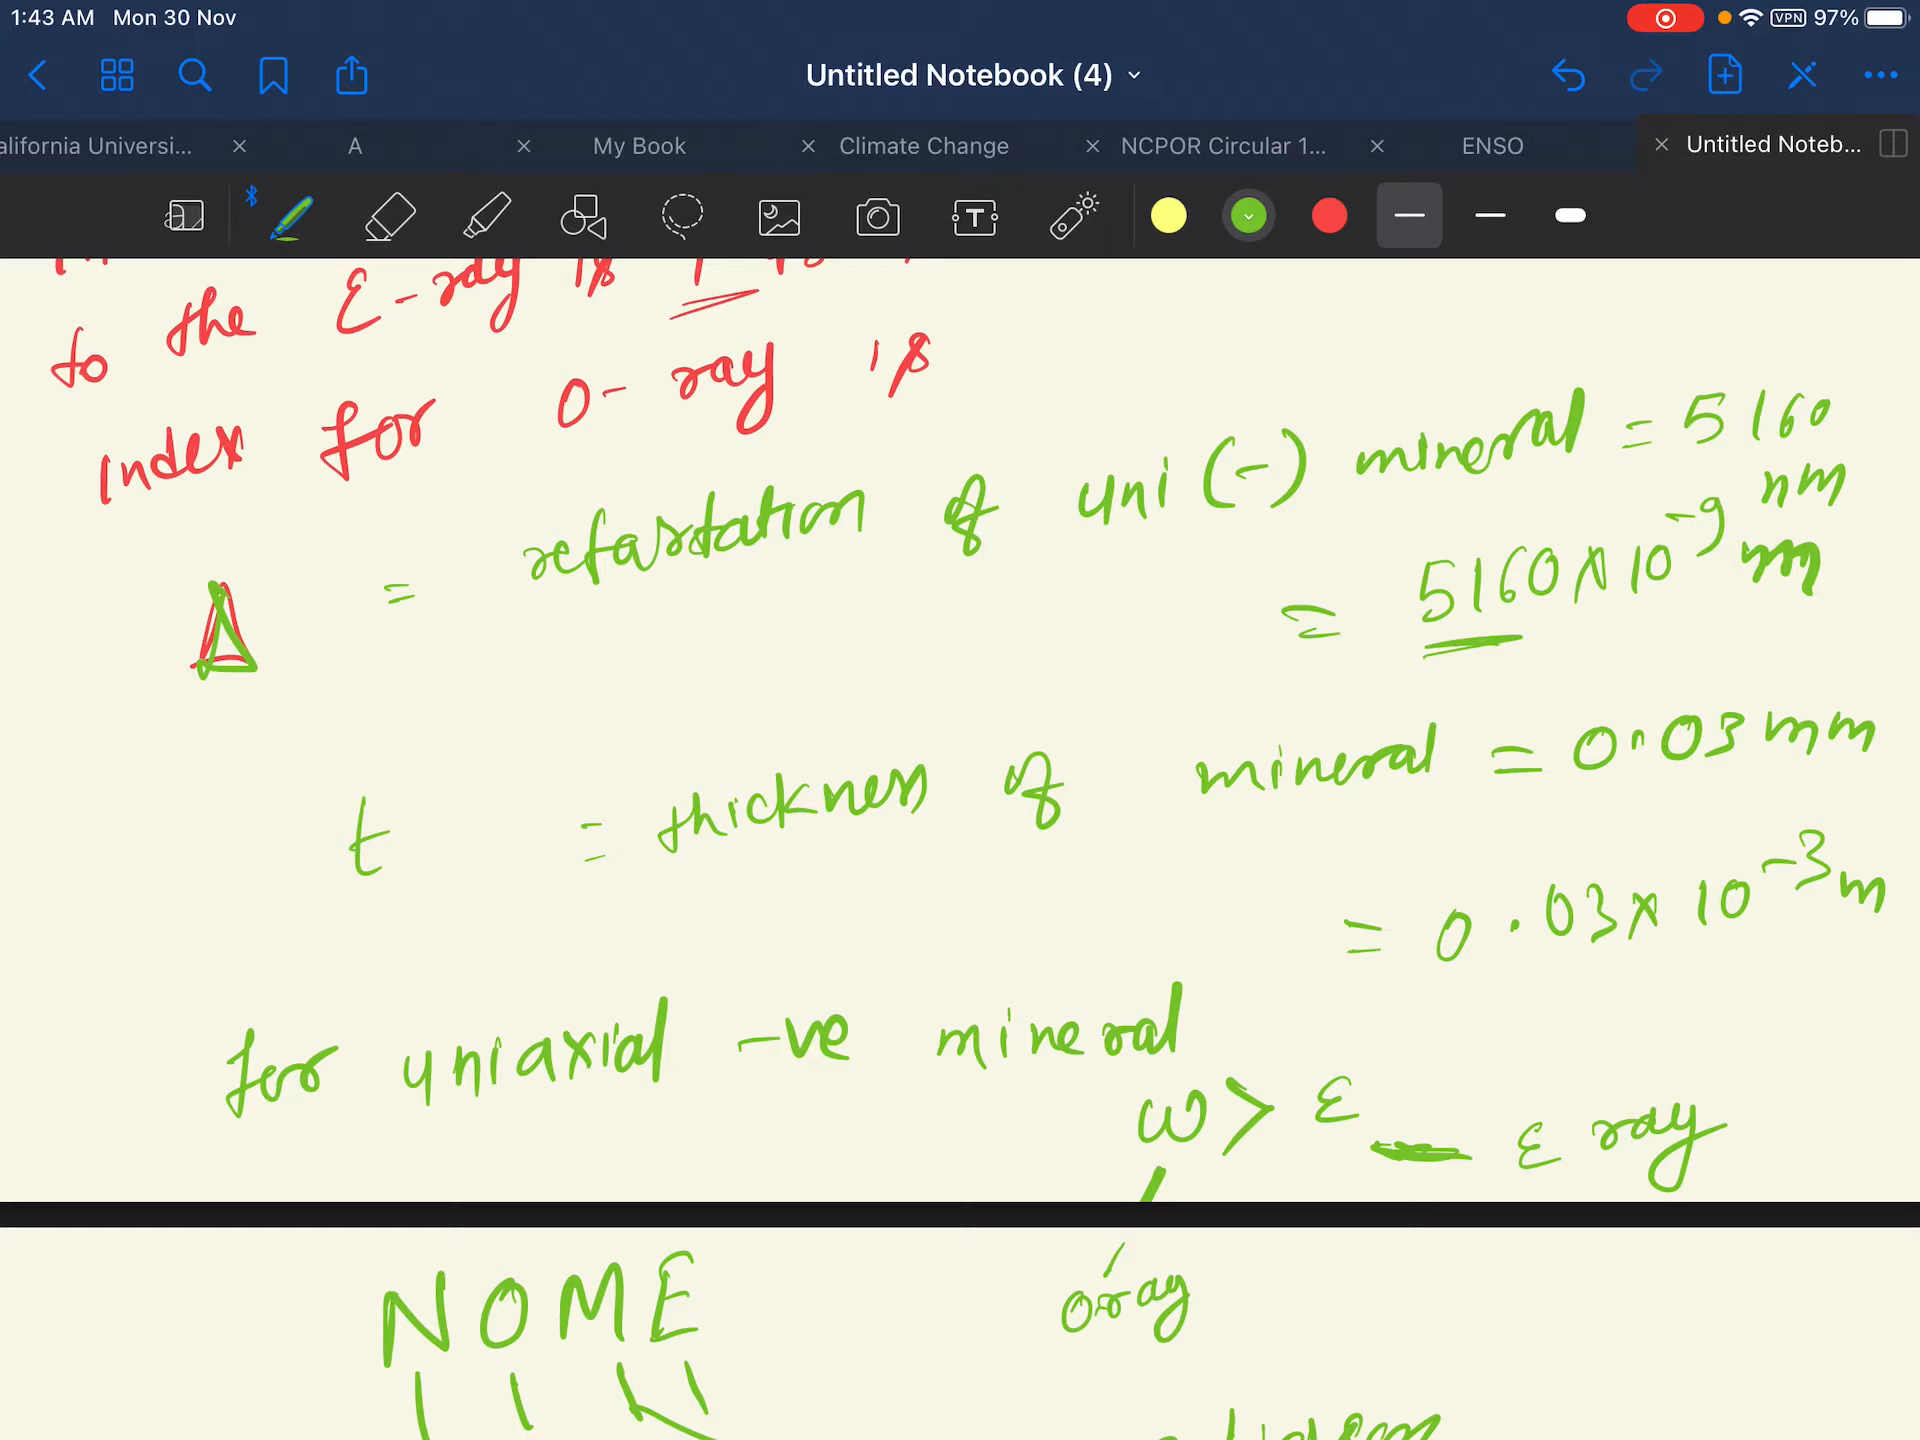 1:43 AM Mon 30 Nov
VPN 97%
Untitled Notebook (4)
alifornia Universi...
A
My Book
Climate Change
NCPOR Circular 1...
ENSO
Untitled Noteb...
to the ε-ray is
index for O-ray is
Δ = retardation of uni (-) mineral = 5160 nm
= 5160 × 10⁻⁹ m
t = thickness of mineral = 0.03 mm
= 0.03 × 10⁻³ m
for uniaxial -ve mineral
ω > ε — ε ray
O ray
NOME